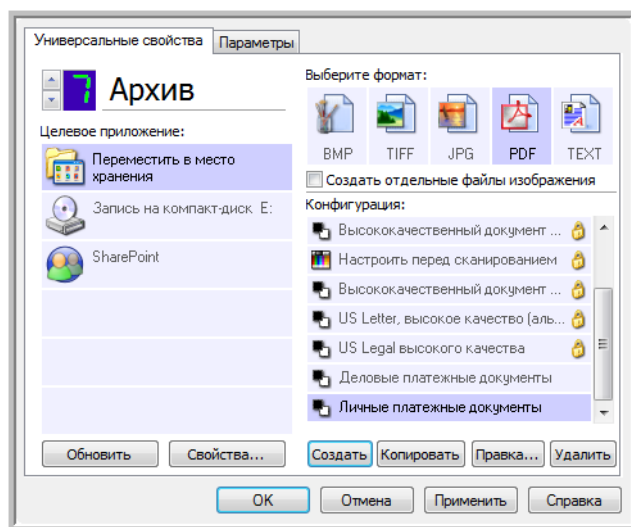 Универсальные свойства Параметры
7 Архив
Выберите формат:
BMP TIFF JPG PDF TEXT
Создать отдельные файлы изображения
Целевое приложение:
Переместить в место
хранения
Запись на компакт-диск E:
SharePoint
Конфигурация:
Высококачественный документ ...
Настроить перед сканированием
Высококачественный документ ...
US Letter, высокое качество (аль...
US Legal высокого качества
Деловые платежные документы
Личные платежные документы
Обновить Свойства... Создать Копировать Правка... Удалить
OK Отмена Применить Справка